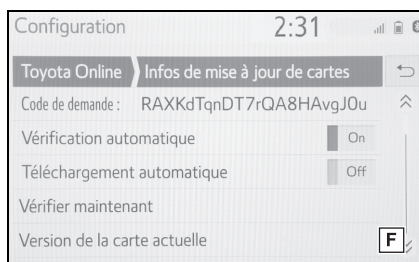 Configuration 2:31
Toyota Online Infos de mise à jour de cartes
Code de demande : RAXKdTqnDT7rQA8HAvgJ0u
Vérification automatique On
Téléchargement automatique Off
Vérifier maintenant
Version de la carte actuelle F